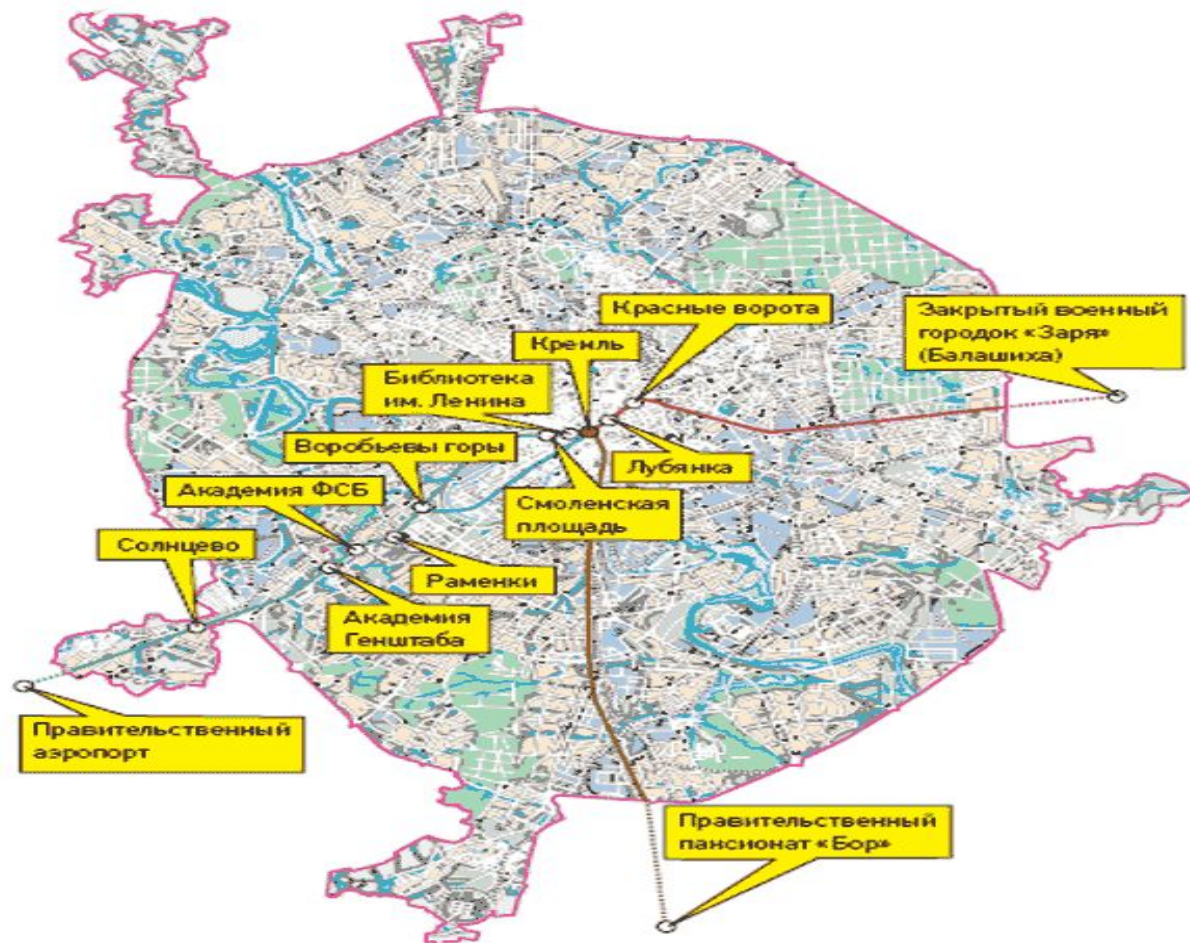 Красные ворота
Закрытый военный
городок «Заря»
(Балашиха)
Кремль
Библиотека
им. Ленина
Воробьевы горы
Лубянка
Академия ФСБ
Смоленская
площадь
Солнцево
Раменки
Академия
Генштаба
Правительственный
аэропорт
Правительственный
пансионат «Бор»